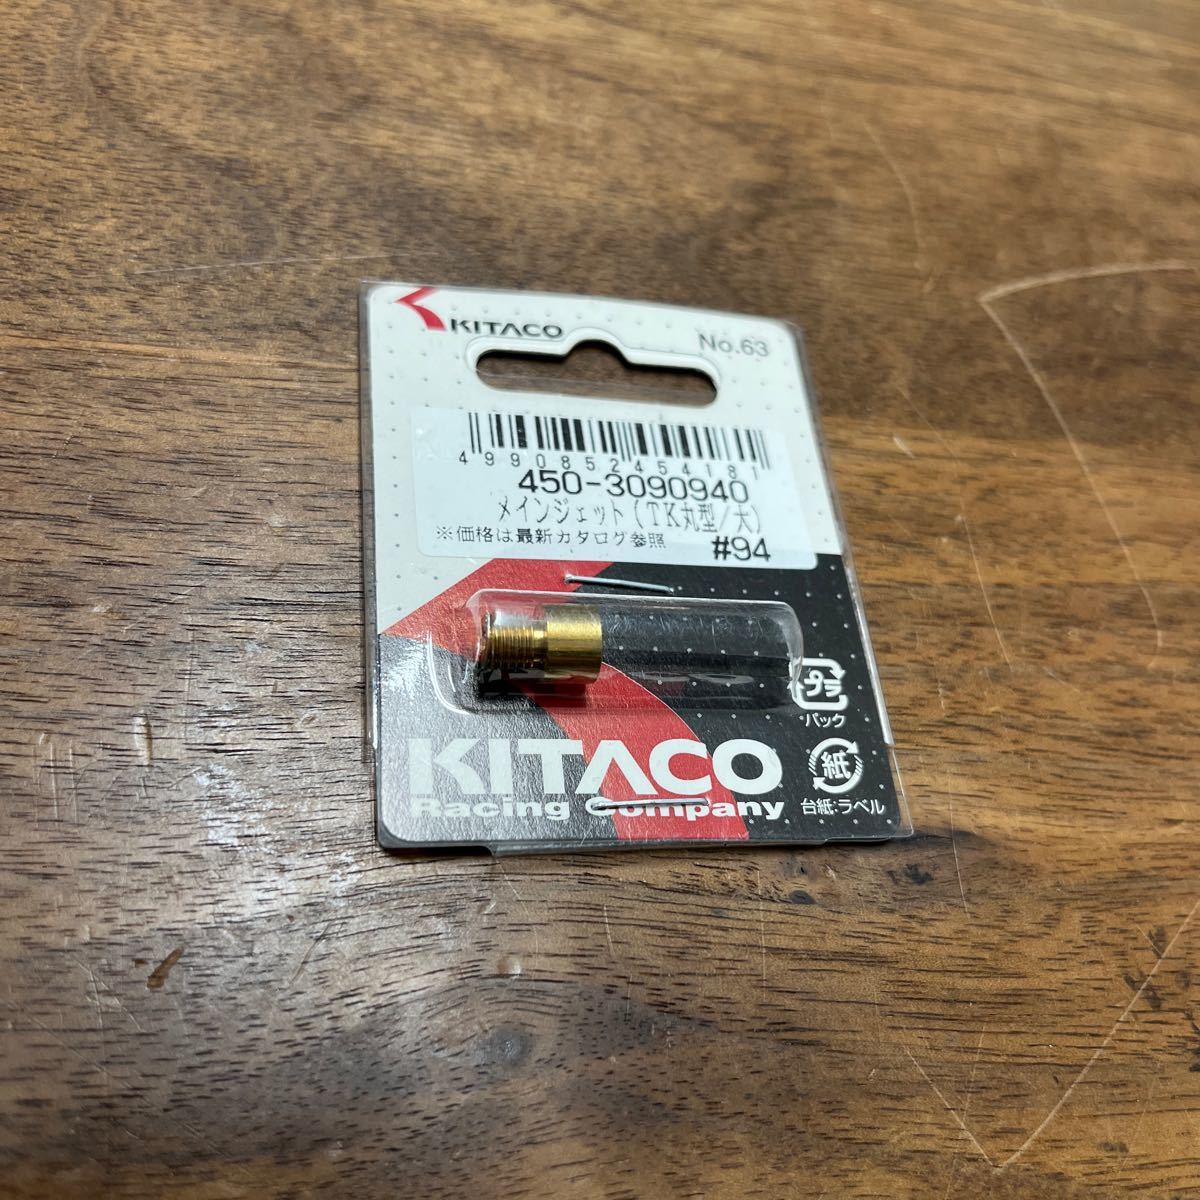 KITACO
No.63
4990852454181
450-3090940
メインジェット(TK丸型/大)
※価格は最新カタログ参照 #94
プラ
パック
KITACO
Racing Company
紙
台紙:ラベル